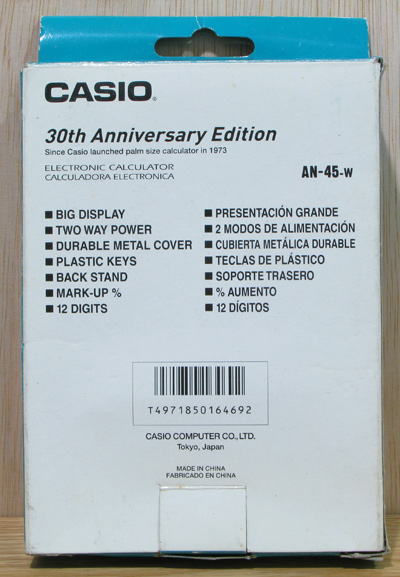 CASIO®
30th Anniversary Edition
Since Casio launched palm size calculator in 1973
ELECTRONIC CALCULATOR
CALCULADORA ELECTRONICA
AN-45-W
■ BIG DISPLAY
■ TWO WAY POWER
■ DURABLE METAL COVER
■ PLASTIC KEYS
■ BACK STAND
■ MARK-UP %
■ 12 DIGITS
■ PRESENTACIÓN GRANDE
■ 2 MODOS DE ALIMENTACIÓN
■ CUBIERTA METÁLICA DURABLE
■ TECLAS DE PLÁSTICO
■ SOPORTE TRASERO
■ % AUMENTO
■ 12 DÍGITOS
T4971850164692
CASIO COMPUTER CO.,LTD.
Tokyo, Japan
MADE IN CHINA
FABRICADO EN CHINA